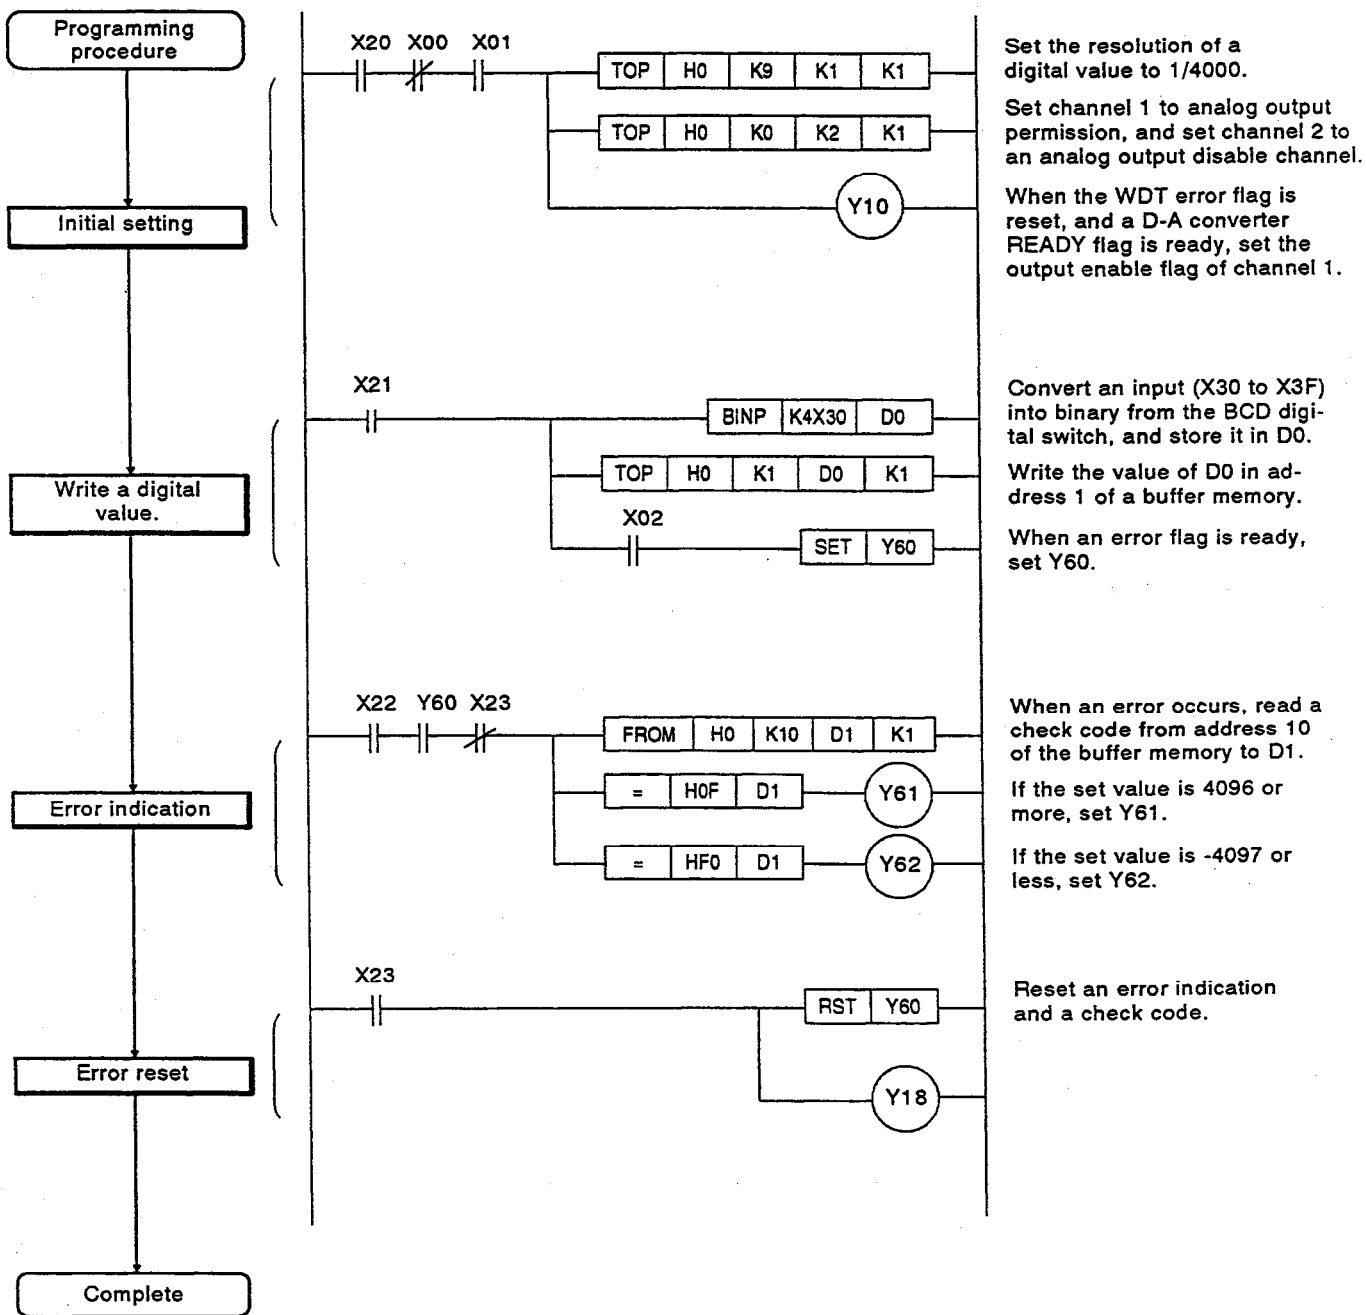 Programming
procedure
X20 X00 X01
TOP H0 K9 K1 K1
Set the resolution of a
digital value to 1/4000.
TOP H0 K0 K2 K1
Set channel 1 to analog output
permission, and set channel 2 to
an analog output disable channel.
Initial setting
Y10
When the WDT error flag is
reset, and a D-A converter
READY flag is ready, set the
output enable flag of channel 1.
X21
BINP K4X30 D0
Convert an input (X30 to X3F)
into binary from the BCD digi-
tal switch, and store it in D0.
Write a digital
value.
TOP H0 K1 D0 K1
Write the value of D0 in ad-
dress 1 of a buffer memory.
X02
SET Y60
When an error flag is ready,
set Y60.
X22 Y60 X23
FROM H0 K10 D1 K1
When an error occurs, read a
check code from address 10
of the buffer memory to D1.
Error indication
= H0F D1 Y61
If the set value is 4096 or
more, set Y61.
= HF0 D1 Y62
If the set value is -4097 or
less, set Y62.
X23
RST Y60
Reset an error indication
and a check code.
Error reset
Y18
Complete